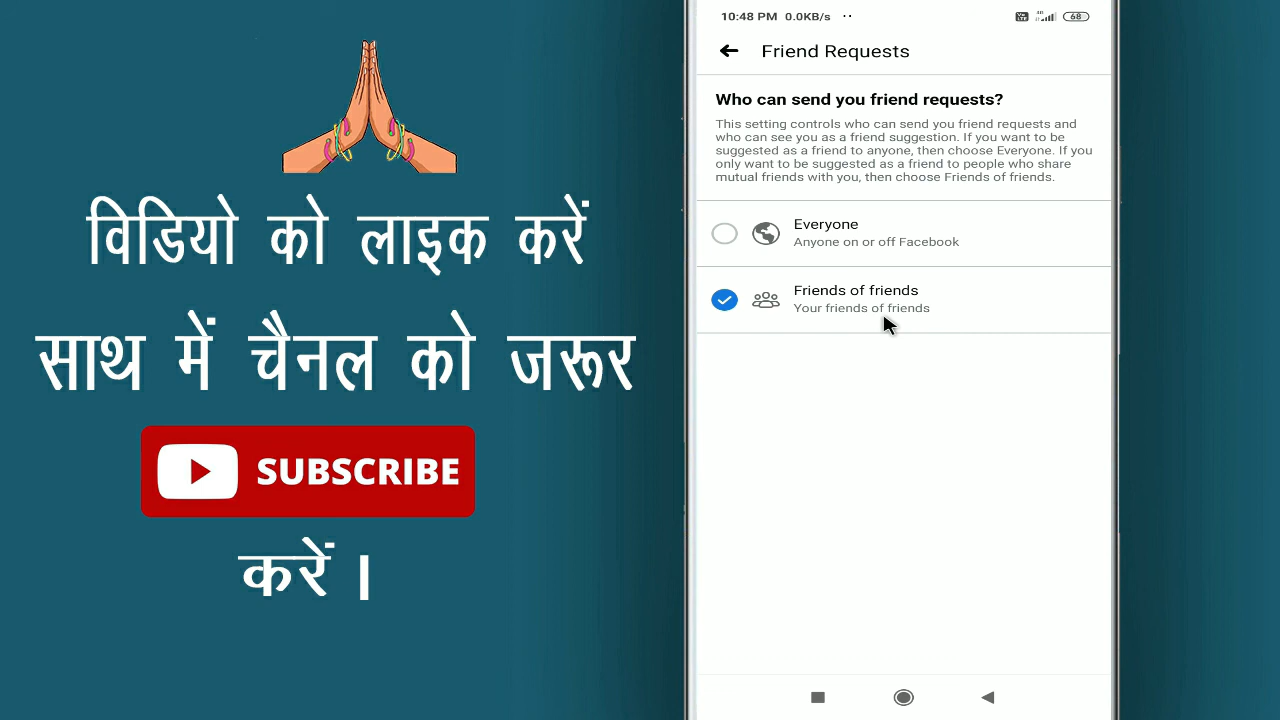 विडियो को लाइक करें
साथ में चैनल को जरूर
SUBSCRIBE
करें ।
10:48 PM 0.0KB/s ··
68
Friend Requests
Who can send you friend requests?
This setting controls who can send you friend requests and
who can see you as a friend suggestion. If you want to be
suggested as a friend to anyone, then choose Everyone. If you
only want to be suggested as a friend to people who share
mutual friends with you, then choose Friends of friends.
Everyone
Anyone on or off Facebook
Friends of friends
Your friends of friends